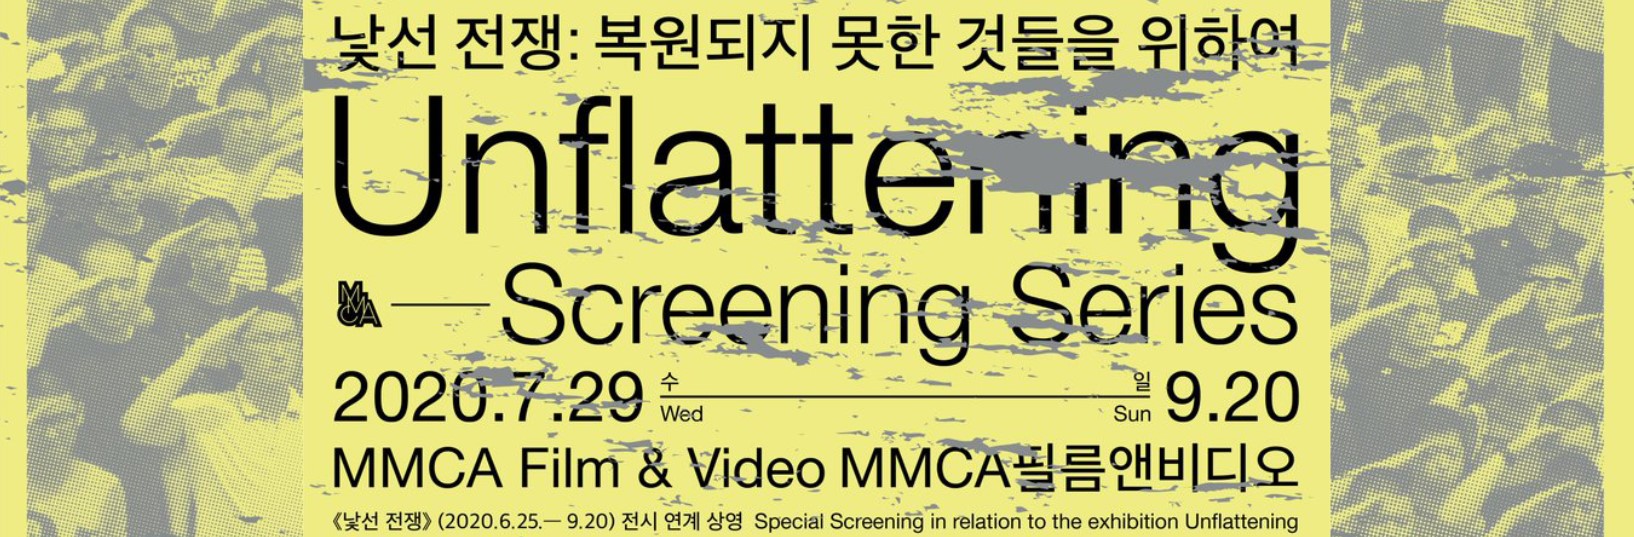 낯선 전쟁: 복원되지 못한 것들을 위하여
Unflattening
MMCA — Screening Series
2020.7.29 수 Wed — 일 Sun 9.20
MMCA Film & Video MMCA필름앤비디오
《낯선 전쟁》 (2020.6.25.— 9.20) 전시 연계 상영 Special Screening in relation to the exhibition Unflattening